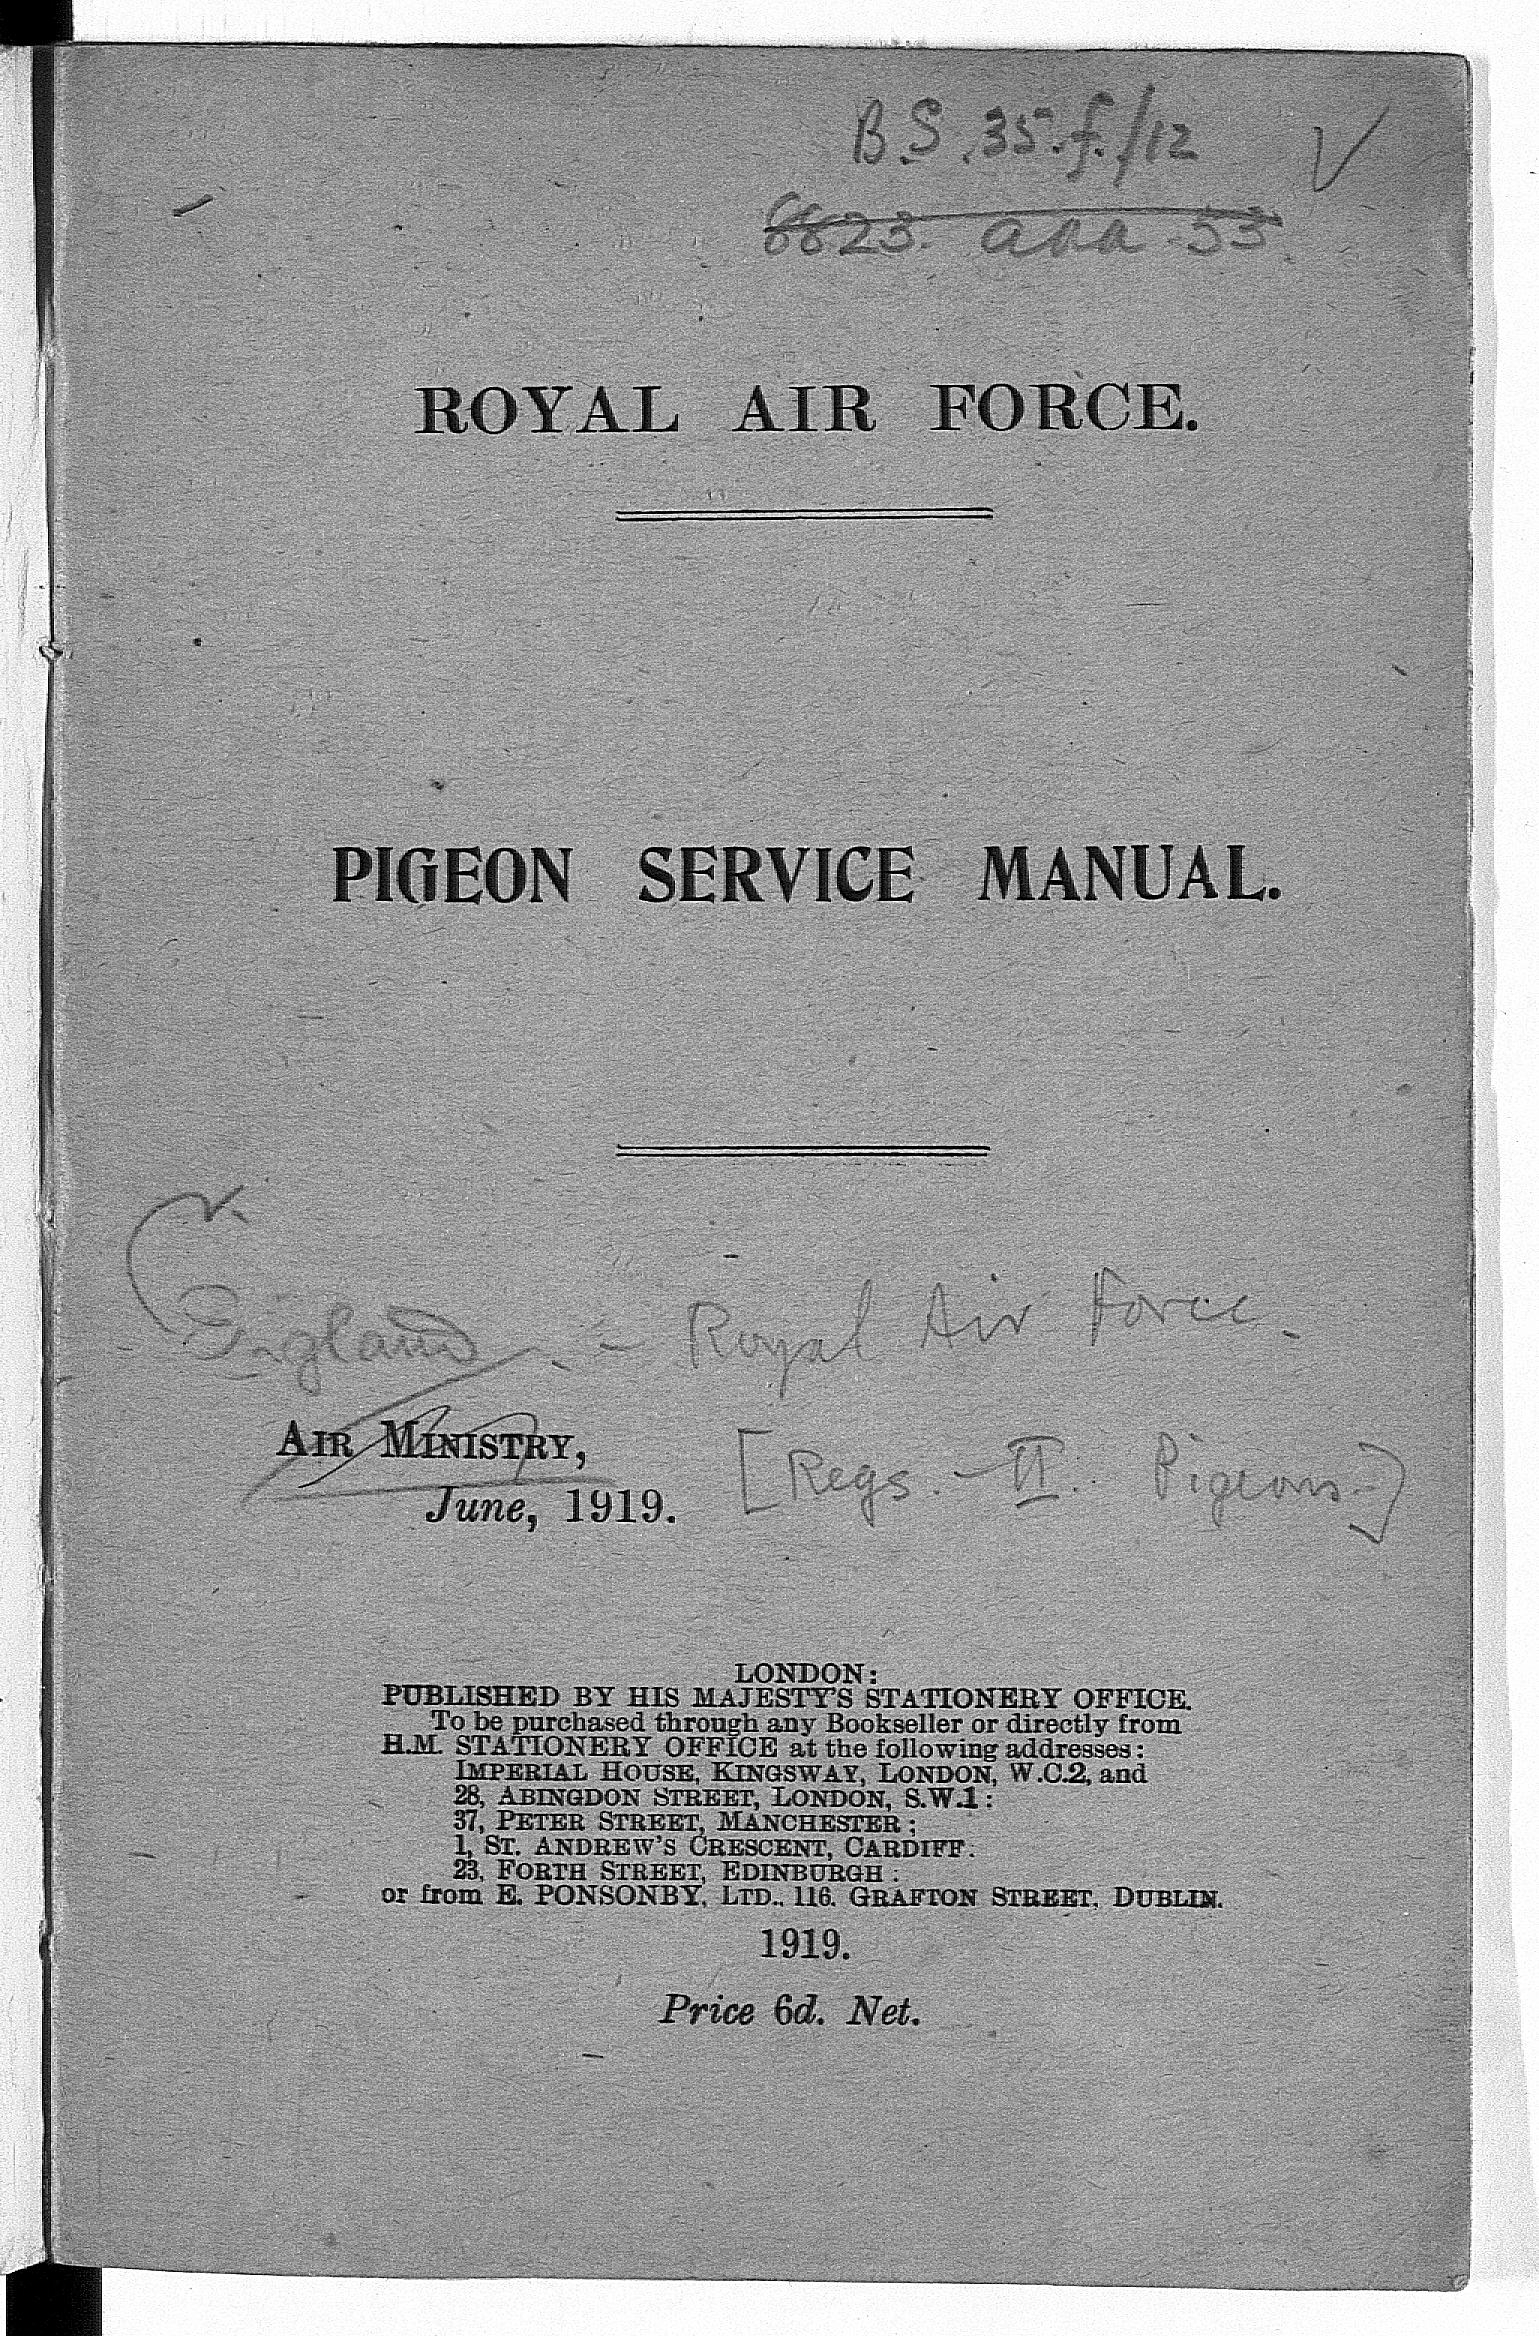 B.S. 35.f./12
8823. aaa 33.
ROYAL AIR FORCE.
PIGEON SERVICE MANUAL.
England. - Royal Air Force.
AIR MINISTRY,
June, 1919.
[Regs. - II. Pigeons.]
LONDON:
PUBLISHED BY HIS MAJESTY'S STATIONERY OFFICE.
To be purchased through any Bookseller or directly from
H.M. STATIONERY OFFICE at the following addresses:
IMPERIAL HOUSE, KINGSWAY, LONDON, W.C.2, and
28, ABINGDON STREET, LONDON, S.W.1:
37, PETER STREET, MANCHESTER;
1, ST. ANDREW'S CRESCENT, CARDIFF:
23, FORTH STREET, EDINBURGH:
or from E. PONSONBY, LTD., 116, GRAFTON STREET, DUBLIN.
1919.
Price 6d. Net.